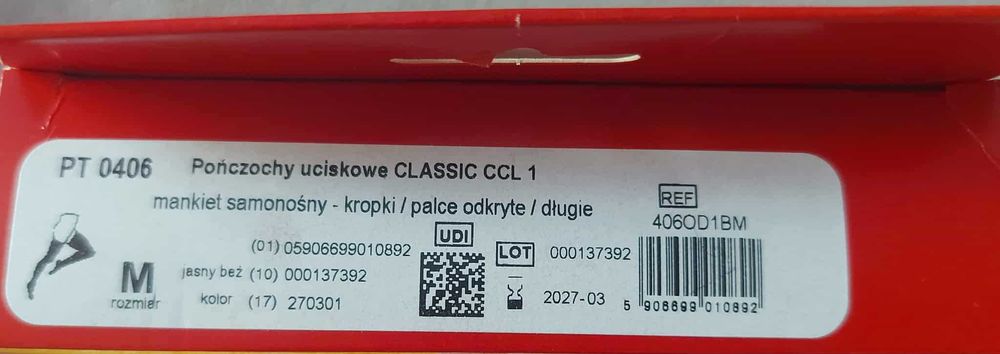 PT 0406 Pończochy uciskowe CLASSIC CCL 1
mankiet samonośny - kropki / palce odkryte / długie
REF
406OD1BM
UDI
(01) 05906699010892
LOT 000137392
M
rozmiar
jasny beż (10) 000137392
kolor (17) 270301
2027-03
5 906699 010892